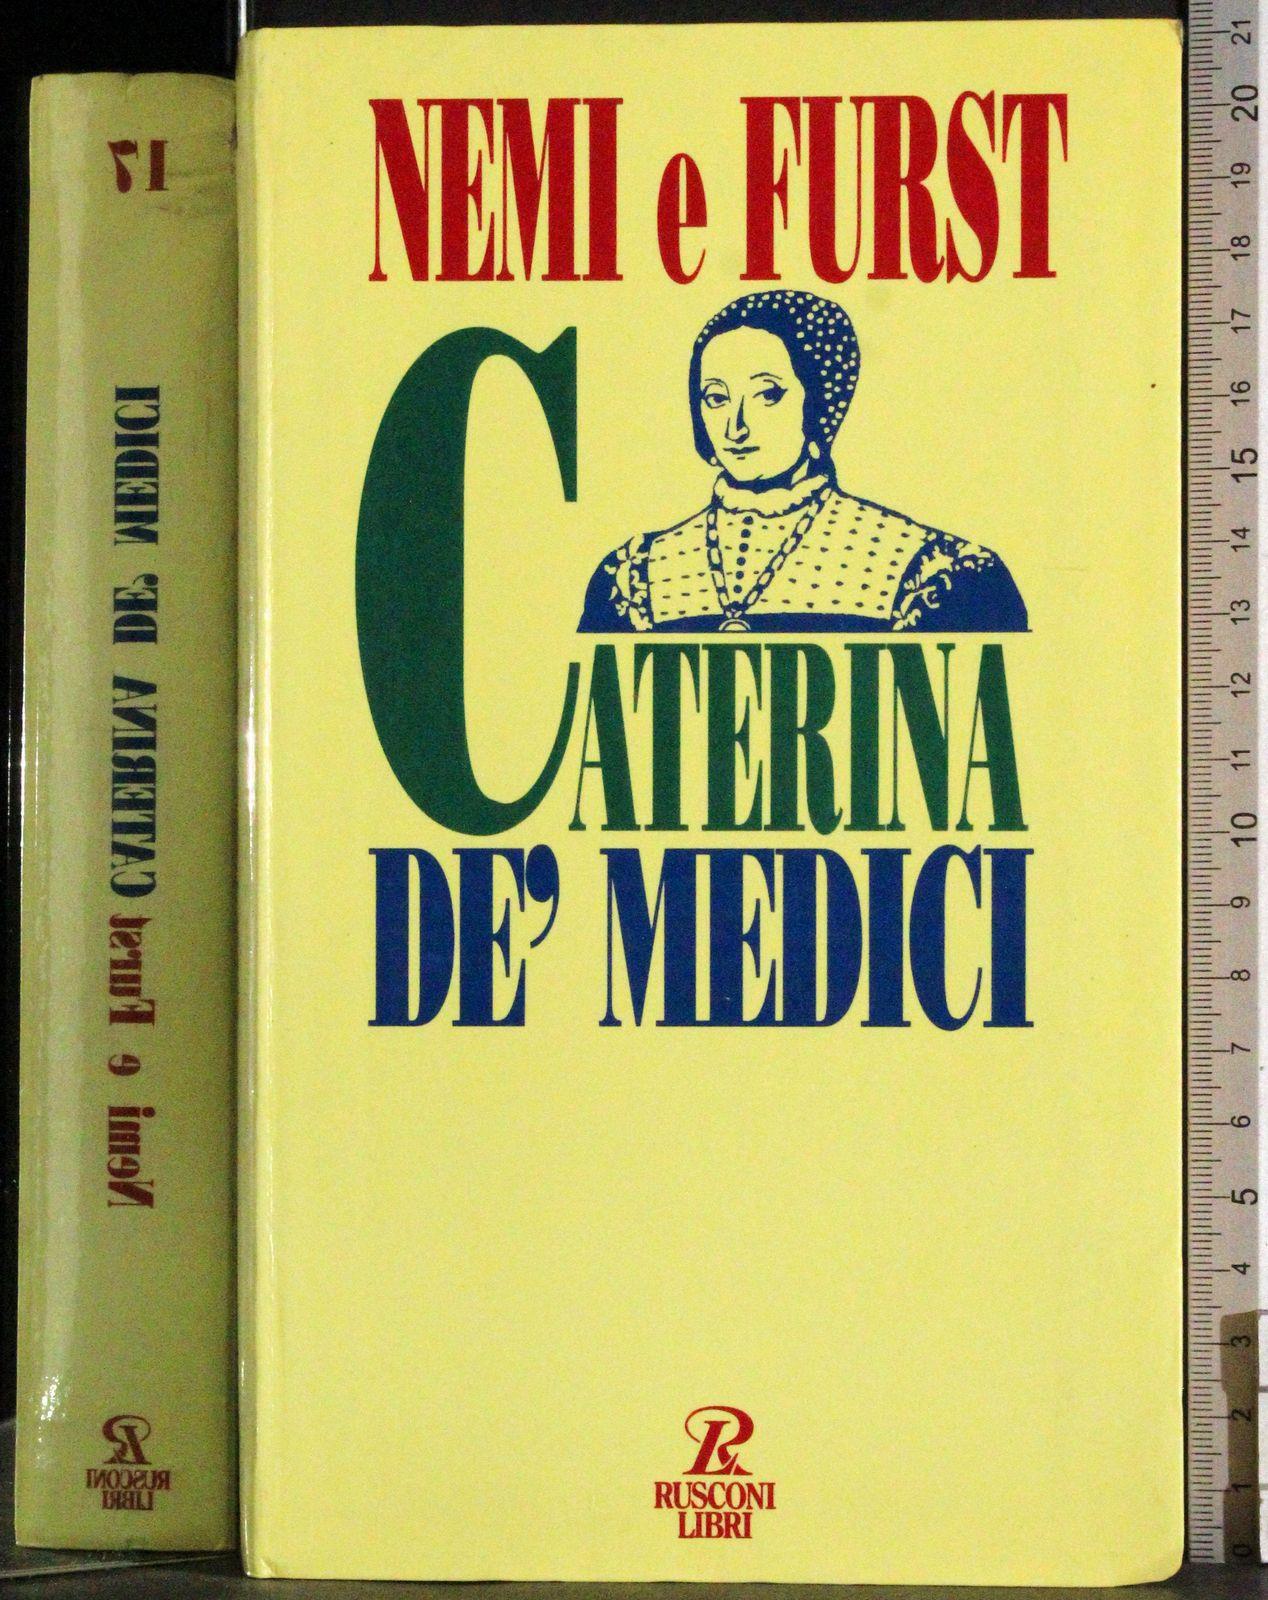 NEMI e FURST
CATERINA
DE' MEDICI
RUSCONI
LIBRI
17
Nemi e Furst CATERINA DE' MEDICI
RUSCONI
LIBRI
21
20
19
18
17
16
15
14
13
12
11
10
9
8
7
6
5
4
3
2
1
0